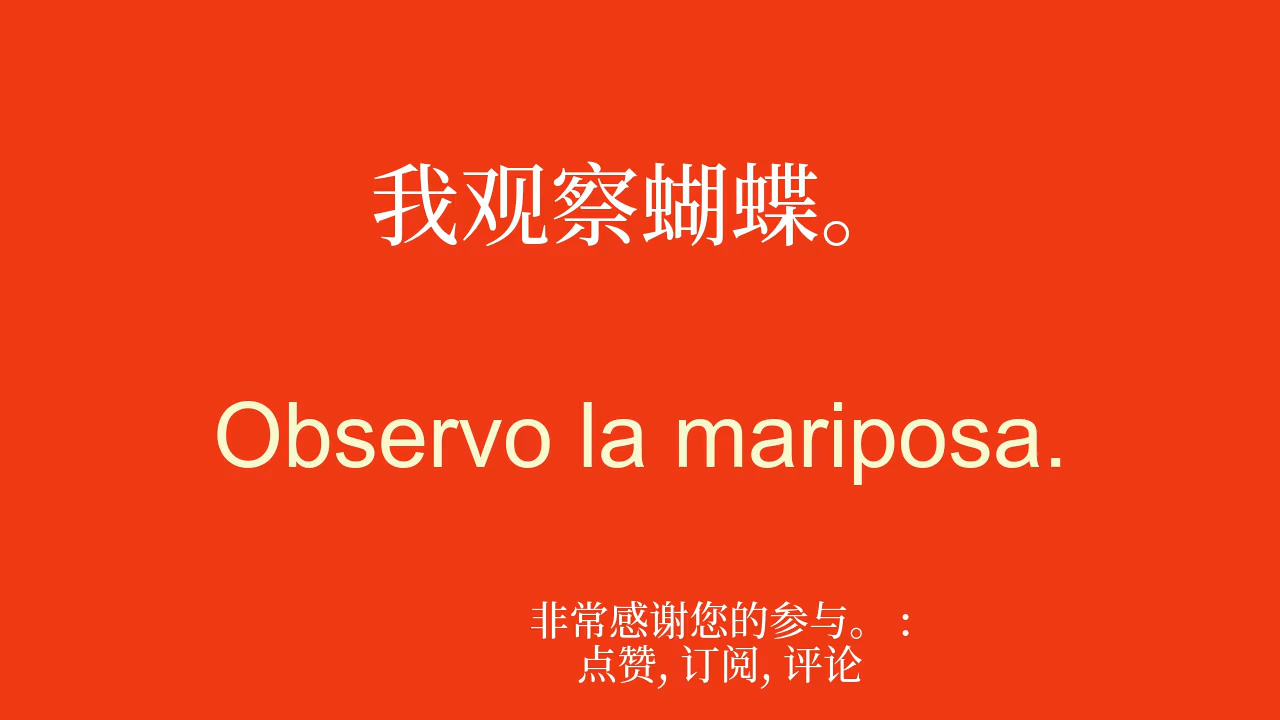 我观察蝴蝶。
Observo la mariposa.
非常感谢您的参与。 :
点赞, 订阅, 评论